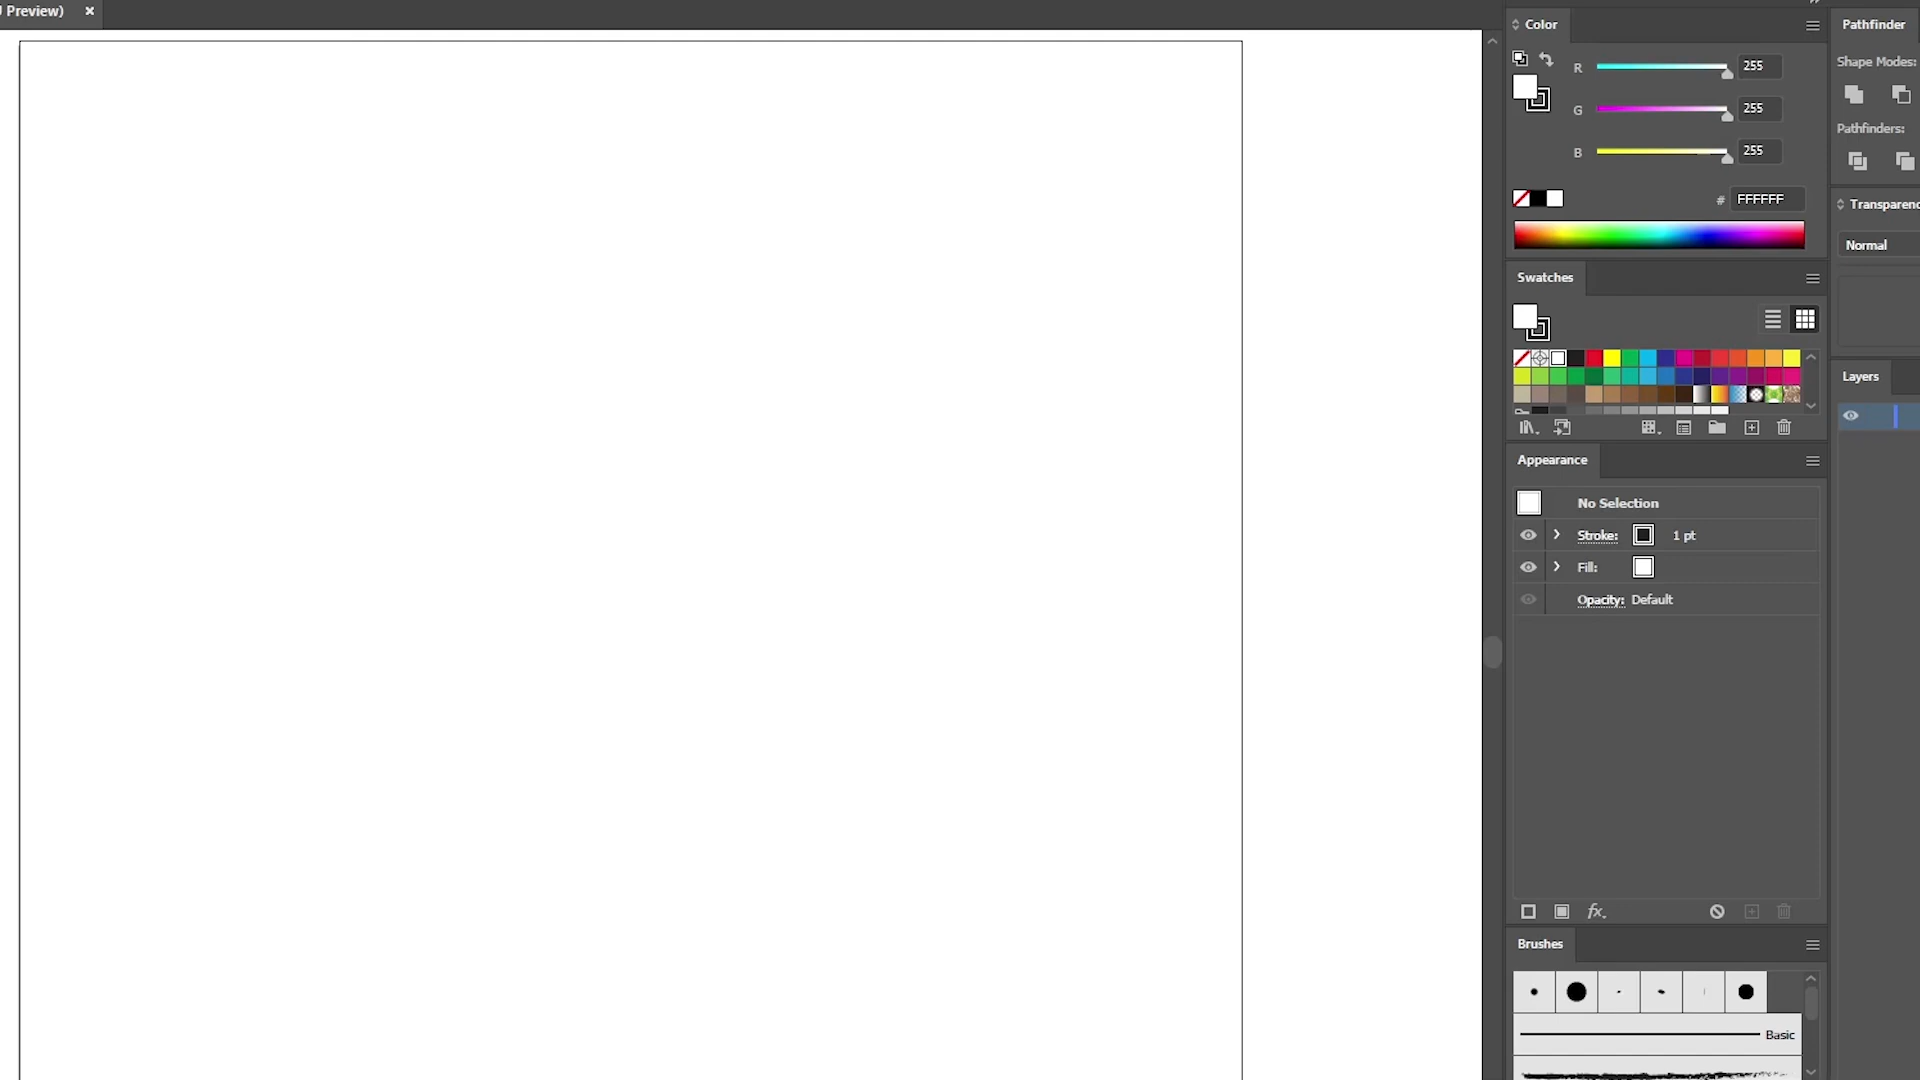 Preview)
Color
Pathfinder
Shape Modes:
R 255
G 255
Pathfinders:
B 255
# FFFFFF
Normal
Swatches
Layers
Appearance
No Selection
Stroke: 1 pt
Fill:
Opacity: Default
fx
Brushes
Basic